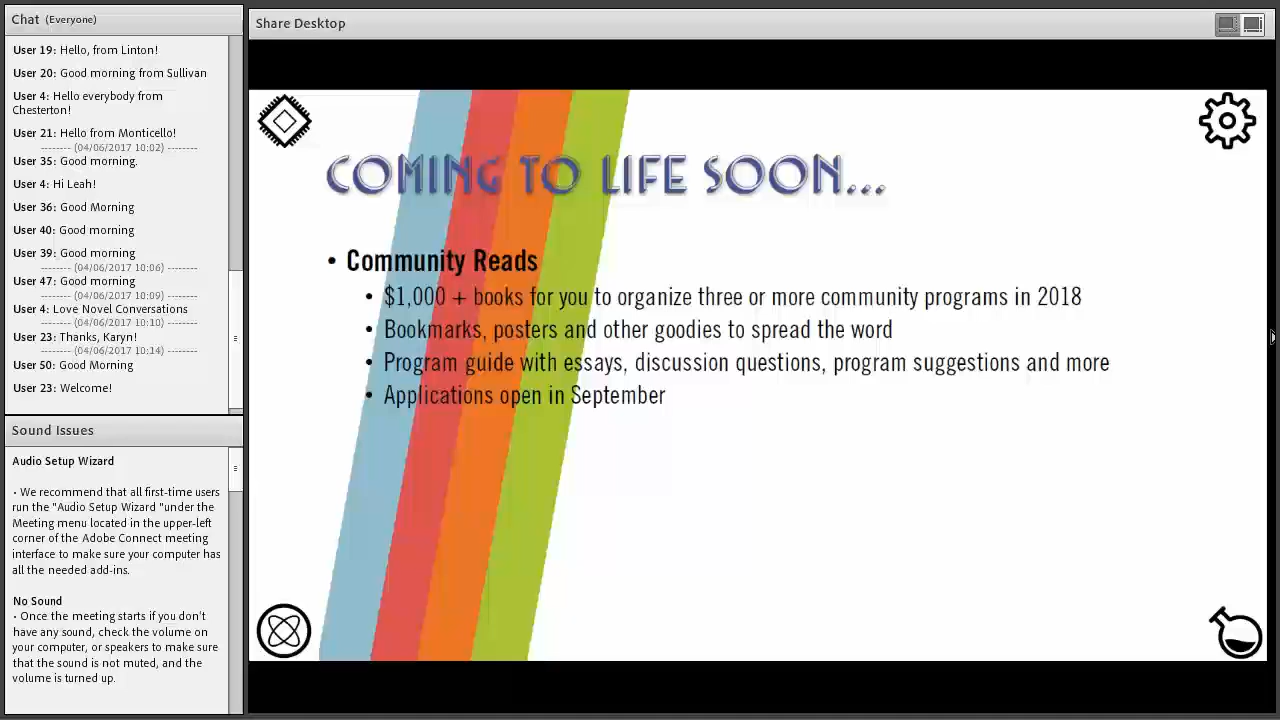 Chat (Everyone)
User 19: Hello, from Linton!
User 20: Good morning from Sullivan
User 4: Hello everybody from
Chesterton!
User 21: Hello from Monticello!
-------- (04/06/2017 10:02) --------
User 35: Good morning.
User 4: Hi Leah!
User 36: Good Morning
User 40: Good morning
User 39: Good morning
-------- (04/06/2017 10:06) --------
User 47: Good morning
-------- (04/06/2017 10:09) --------
User 4: Love Novel Conversations
-------- (04/06/2017 10:10) --------
User 23: Thanks, Karyn!
-------- (04/06/2017 10:14) --------
User 50: Good Morning
User 23: Welcome!
Sound Issues
Audio Setup Wizard
• We recommend that all first-time users
run the "Audio Setup Wizard "under the
Meeting menu located in the upper-left
corner of the Adobe Connect meeting
interface to make sure your computer has
all the needed add-ins.
No Sound
• Once the meeting starts if you don't
have any sound, check the volume on
your computer, or speakers to make sure
that the sound is not muted, and the
volume is turned up.
Share Desktop
COMING TO LIFE SOON...
• Community Reads
• $1,000 + books for you to organize three or more community programs in 2018
• Bookmarks, posters and other goodies to spread the word
• Program guide with essays, discussion questions, program suggestions and more
• Applications open in September